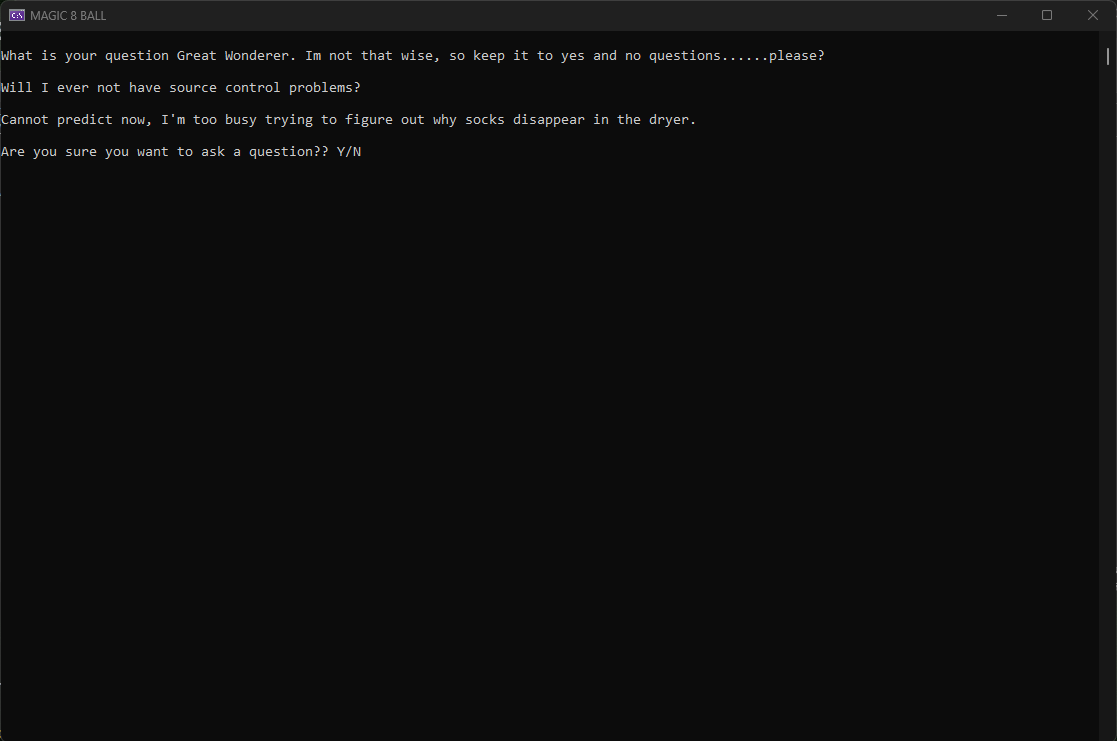 MAGIC 8 BALL
What is your question Great Wonderer. Im not that wise, so keep it to yes and no questions......please?
Will I ever not have source control problems?
Cannot predict now, I'm too busy trying to figure out why socks disappear in the dryer.
Are you sure you want to ask a question?? Y/N